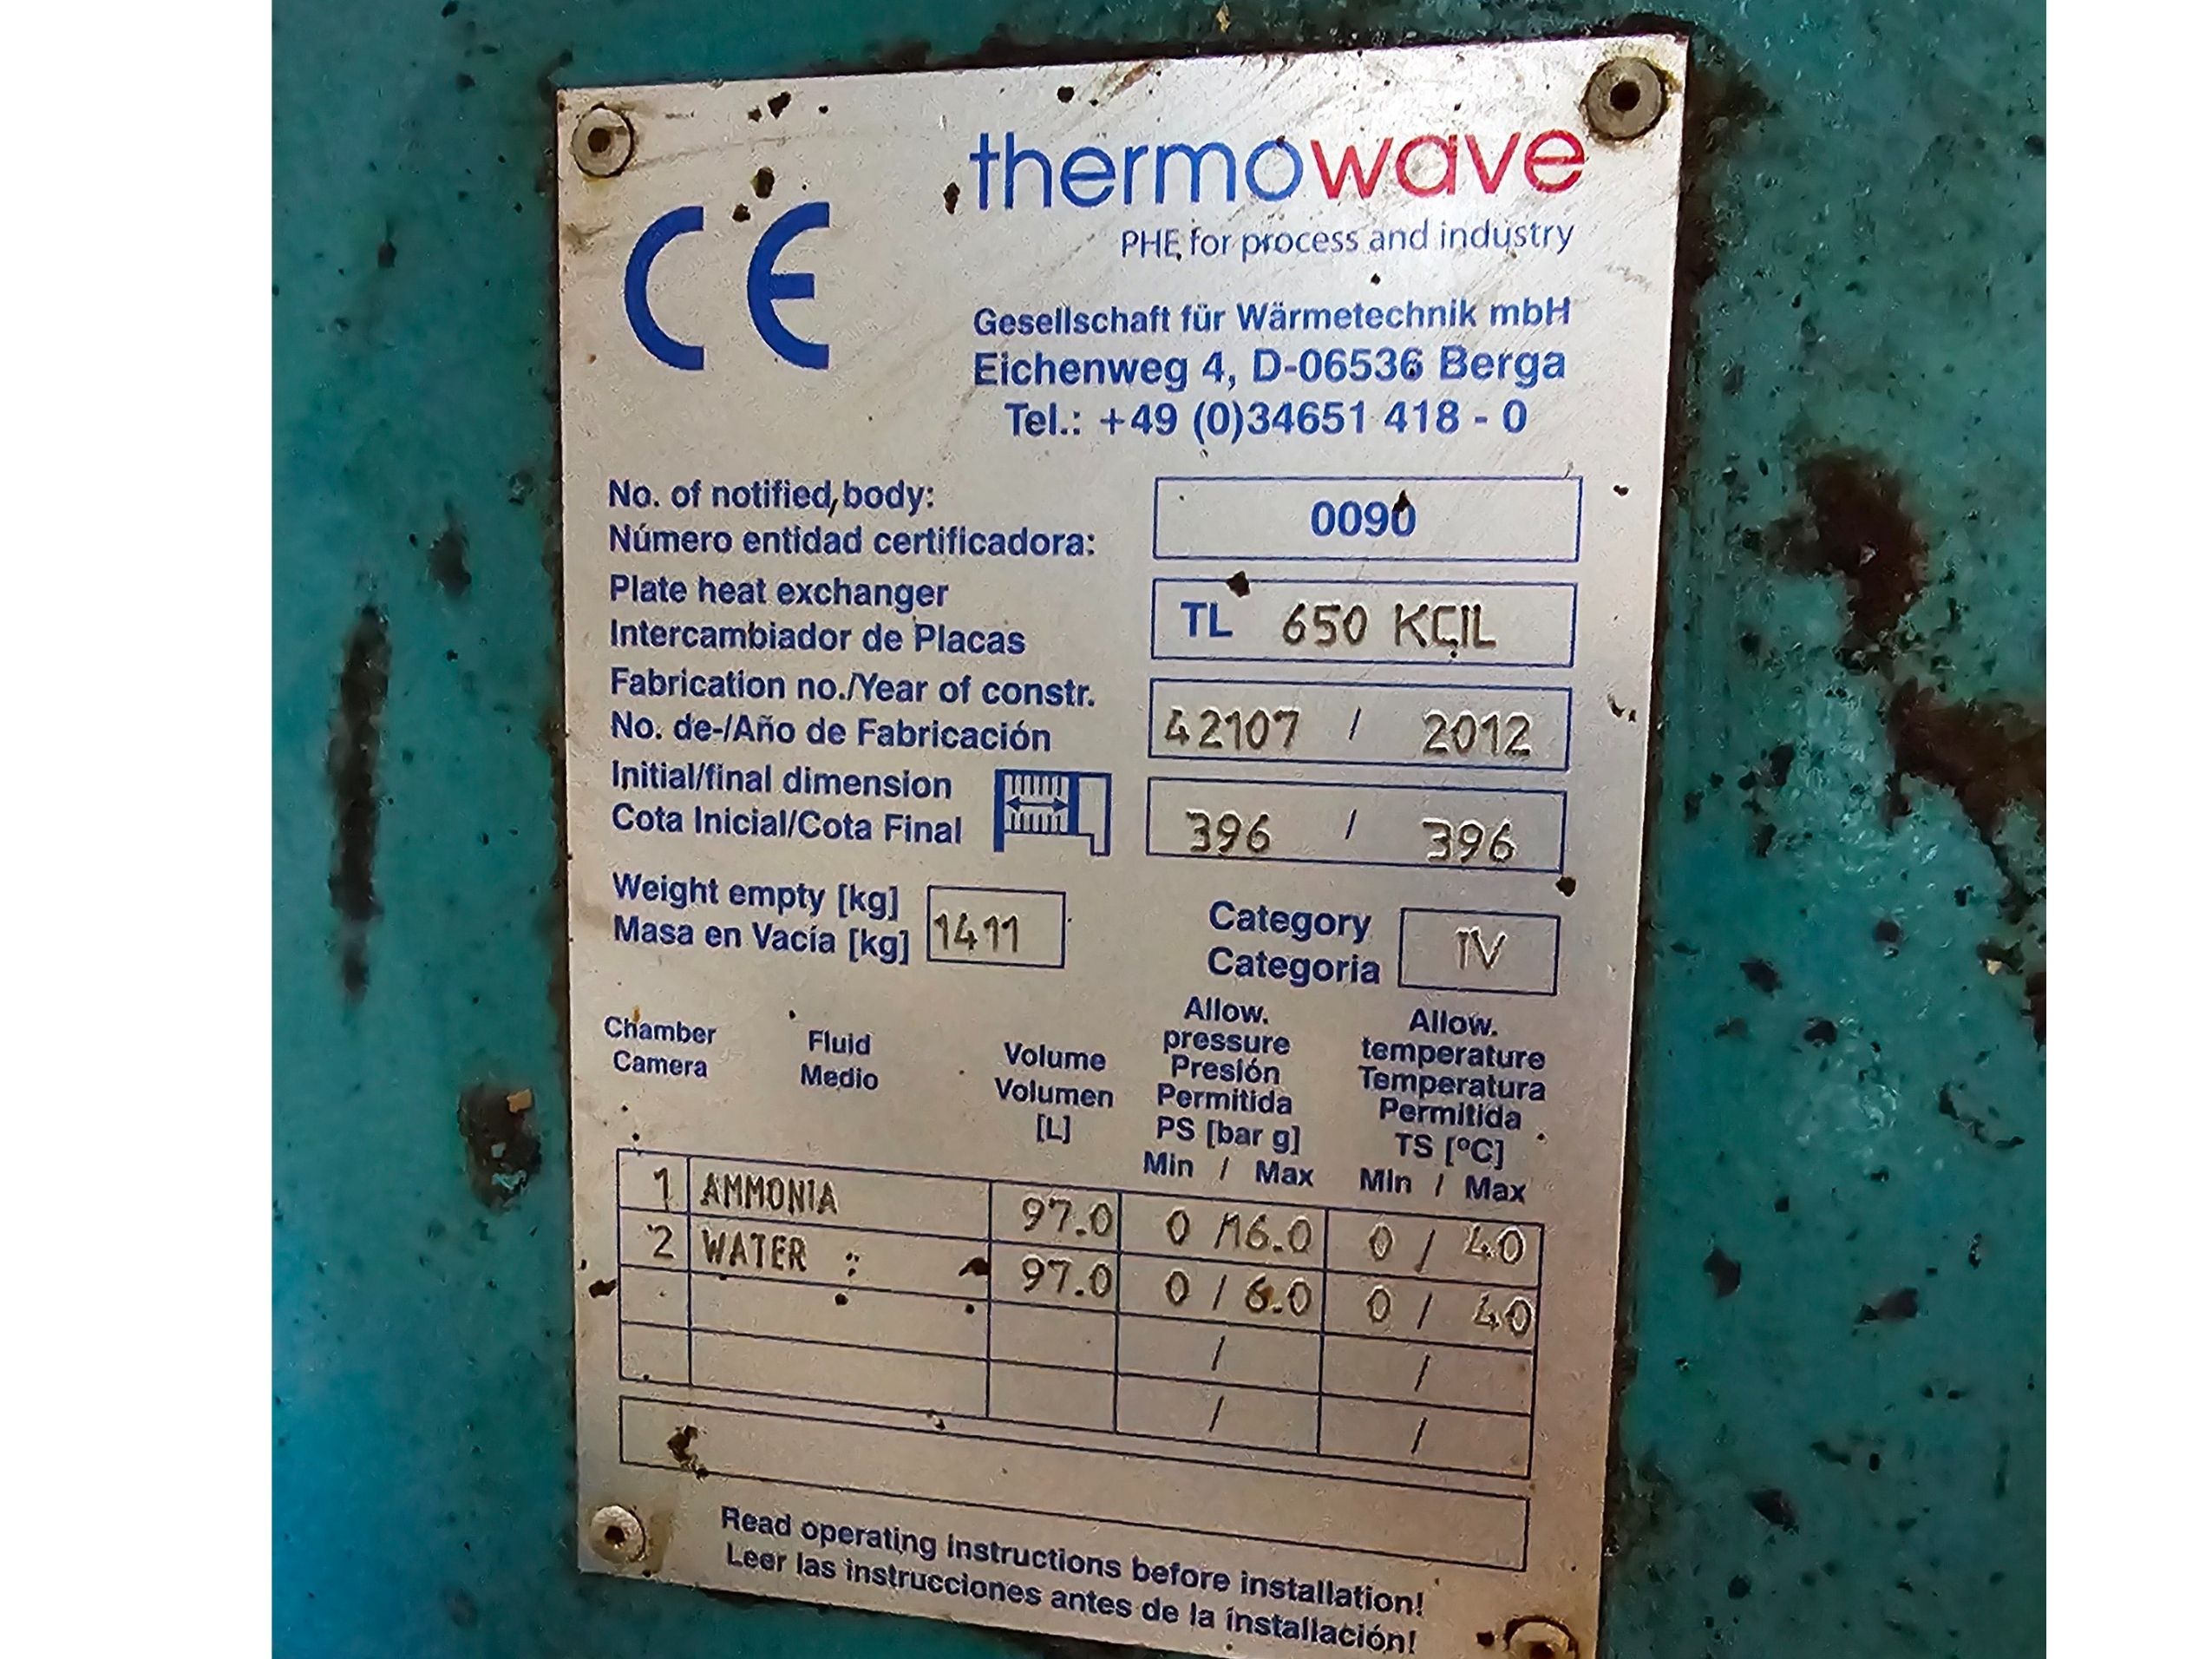 thermowave
PHE for process and industry
CE
Gesellschaft für Wärmetechnik mbH
Eichenweg 4, D-06536 Berga
Tel.: +49 (0)34651 418 - 0
No. of notified body:
Número entidad certificadora:
0090
Plate heat exchanger
Intercambiador de Placas
TL 650 KCIL
Fabrication no./Year of constr.
No. de-/Año de Fabricación
42107 / 2012
Initial/final dimension
Cota Inicial/Cota Final
396 / 396
Weight empty [kg]
Masa en Vacía [kg]
1411
Category
Categoria
IV
Chamber
Camera
Fluid
Medio
Volume
Volumen
[L]
Allow.
pressure
Presión
Permitida
PS [bar g]
Min / Max
Allow.
temperature
Temperatura
Permitida
TS [ºC]
Min / Max
1 AMMONIA 97.0 0 /16.0 0 / 40
2 WATER 97.0 0 / 6.0 0 / 40
/ /
/ /
Read operating instructions before installation!
Leer las instrucciones antes de la installación!